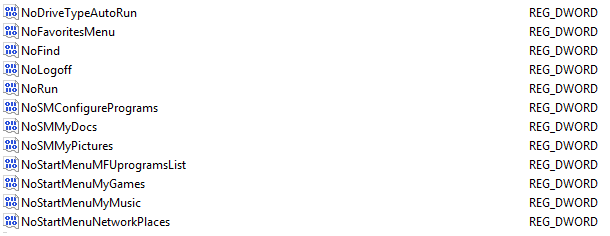 NoDriveTypeAutoRun REG_DWORD
NoFavoritesMenu REG_DWORD
NoFind REG_DWORD
NoLogoff REG_DWORD
NoRun REG_DWORD
NoSMConfigurePrograms REG_DWORD
NoSMMyDocs REG_DWORD
NoSMMyPictures REG_DWORD
NoStartMenuMFUprogramsList REG_DWORD
NoStartMenuMyGames REG_DWORD
NoStartMenuMyMusic REG_DWORD
NoStartMenuNetworkPlaces REG_DWORD